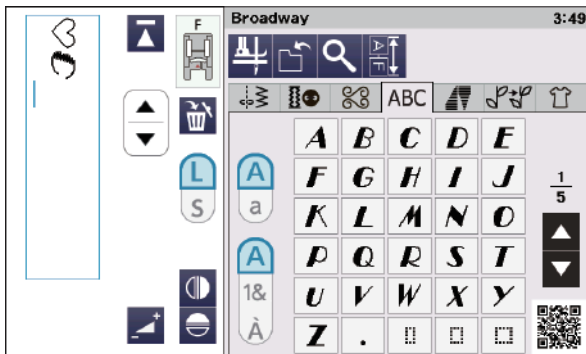 F
Broadway 3:49
A F
ABC
L
S
A
a
A
1&
À
A B C D E
F G H I J
K L M N O
P Q R S T
U V W X Y
Z .
1
5